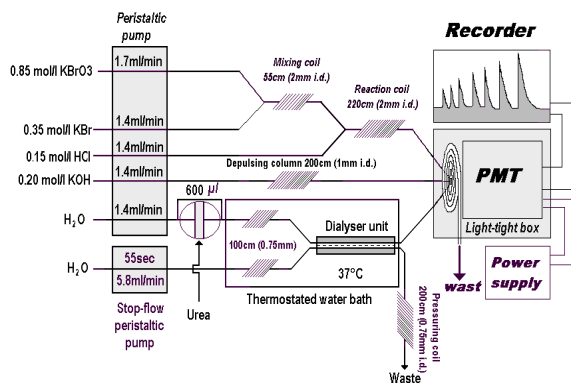 Peristaltic
pump
Recorder
1.7ml/min
0.85 mol/l KBrO3
Mixing coil
55cm (2mm i.d.)
Reaction coil
220cm (2mm i.d.)
1.4ml/min
0.35 mol/l KBr
1.4ml/min
0.15 mol/l HCl
1.4ml/min
0.20 mol/l KOH
Depulsing column 200cm (1mm i.d.)
PMT
Light-tight box
600 µl
1.4ml/min
H2O
100cm (0.75mm)
Dialyser unit
55sec
H2O
5.8ml/min
37°C
Power
supply
wast
Stop-flow
peristaltic
pump
Urea
Thermostated water bath
Pressuring coil
200cm (0.75mm i.d.)
Waste